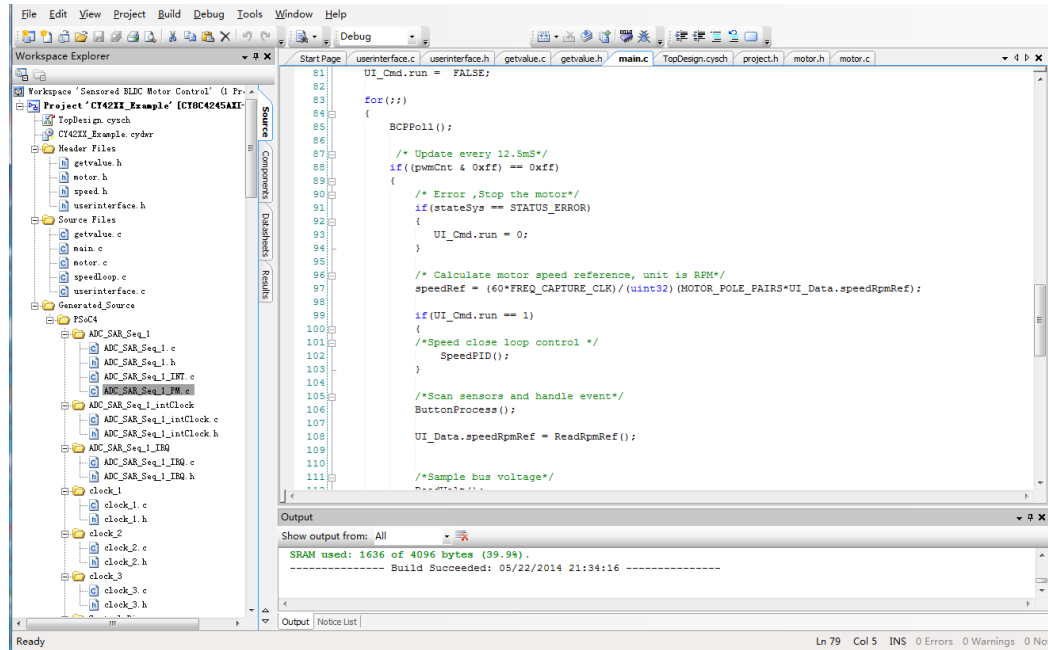 File Edit View Project Build Debug Tools Window Help
Debug
Workspace Explorer
Workspace 'Sensored BLDC Motor Control' (1 Pr
Project 'CY42XX_Example' [CY8C4245AXI-
TopDesign.cysch
CY42XX_Example.cydwr
Header Files
getvalue.h
motor.h
speed.h
userinterface.h
Source Files
getvalue.c
main.c
motor.c
speedloop.c
userinterface.c
Generated_Source
PSoC4
ADC_SAR_Seq_1
ADC_SAR_Seq_1.c
ADC_SAR_Seq_1.h
ADC_SAR_Seq_1_INT.c
ADC_SAR_Seq_1_PM.c
ADC_SAR_Seq_1_intClock
ADC_SAR_Seq_1_intClock.c
ADC_SAR_Seq_1_intClock.h
ADC_SAR_Seq_1_IRQ
ADC_SAR_Seq_1_IRQ.c
ADC_SAR_Seq_1_IRQ.h
clock_1
clock_1.c
clock_1.h
clock_2
clock_2.c
clock_2.h
clock_3
clock_3.c
clock_3.h
Source
Components
Datasheets
Results
Start Page userinterface.c userinterface.h getvalue.c getvalue.h main.c TopDesign.cysch project.h motor.h motor.c
81 UI_Cmd.run = FALSE;
82
83 for(;;)
84 {
85 BCPPoll();
86
87 /* Update every 12.5mS*/
88 if((pwmCnt & 0xff) == 0xff)
89 {
90 /* Error ,Stop the motor*/
91 if(stateSys == STATUS_ERROR)
92 {
93 UI_Cmd.run = 0;
94 }
95
96 /* Calculate motor speed reference, unit is RPM*/
97 speedRef = (60*FREQ_CAPTURE_CLK)/(uint32)(MOTOR_POLE_PAIRS*UI_Data.speedRpmRef);
98
99 if(UI_Cmd.run == 1)
100 {
101 /*Speed close loop control */
102 SpeedPID();
103 }
104
105 /*Scan sensors and handle event*/
106 ButtonProcess();
107
108 UI_Data.speedRpmRef = ReadRpmRef();
109
110
111 /*Sample bus voltage*/
Output
Show output from: All
SRAM used: 1636 of 4096 bytes (39.9%).
--------------- Build Succeeded: 05/22/2014 21:34:16 ---------------
Output Notice List
Ready
Ln 79 Col 5 INS 0 Errors 0 Warnings 0 No